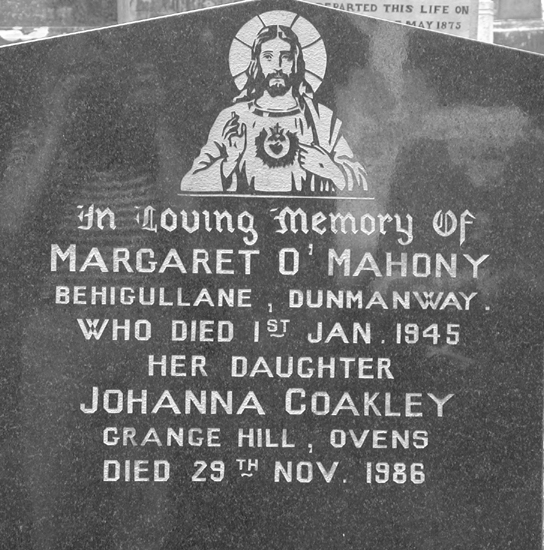 DEPARTED THIS LIFE ON
MAY 1875
In Loving Memory Of
MARGARET O'MAHONY
BEHIGULLANE, DUNMANWAY.
WHO DIED 1ST JAN. 1945
HER DAUGHTER
JOHANNA COAKLEY
GRANGE HILL, OVENS
DIED 29TH NOV. 1986